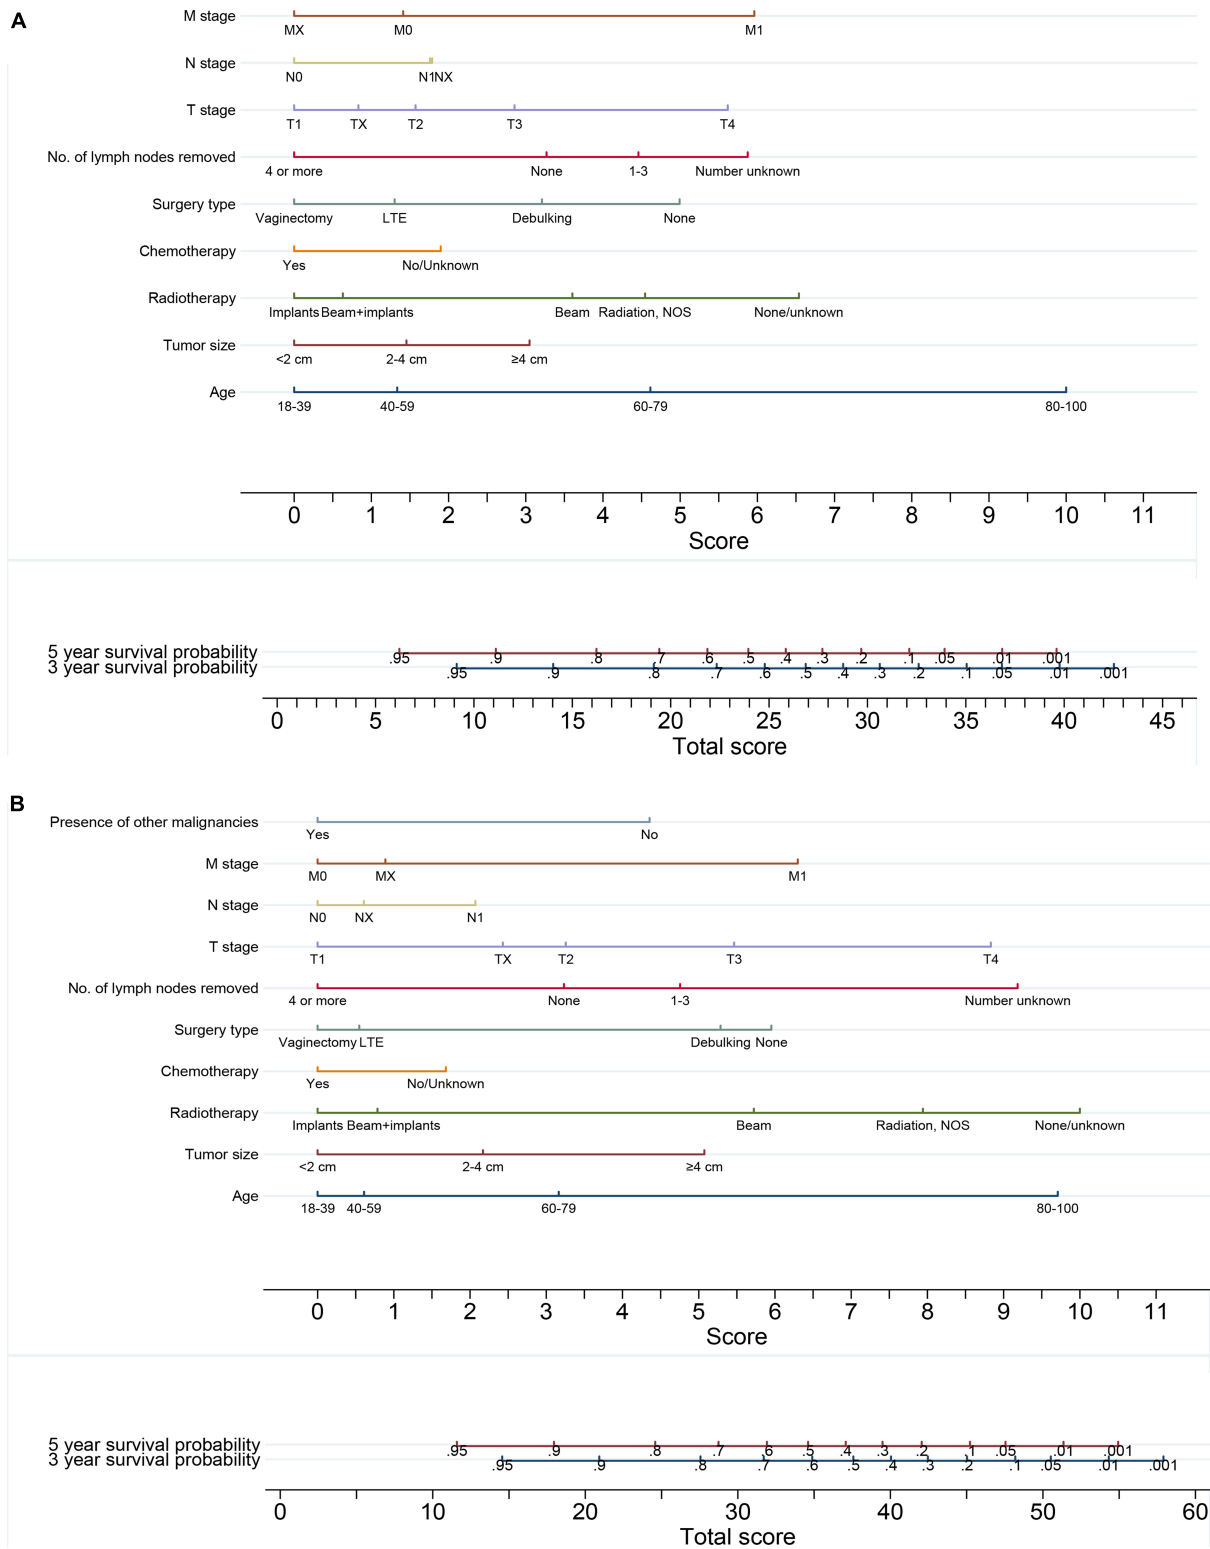 A
M stage
MX M0 M1
N stage
N0 N1NX
T stage
T1 TX T2 T3 T4
No. of lymph nodes removed
4 or more None 1-3 Number unknown
Surgery type
Vaginectomy LTE Debulking None
Chemotherapy
Yes No/Unknown
Radiotherapy
Implants Beam+implants Beam Radiation, NOS None/unknown
Tumor size
<2 cm 2-4 cm ≥4 cm
Age
18-39 40-59 60-79 80-100
0 1 2 3 4 5 6 7 8 9 10 11
Score
5 year survival probability
.95 .9 .8 .7 .6 .5 .4 .3 .2 .1 .05 .01 .001
3 year survival probability
.95 .9 .8 .7 .6 .5 .4 .3 .2 .1 .05 .01 .001
0 5 10 15 20 25 30 35 40 45
Total score
B
Presence of other malignancies
Yes No
M stage
M0 MX M1
N stage
N0 NX N1
T stage
T1 TX T2 T3 T4
No. of lymph nodes removed
4 or more None 1-3 Number unknown
Surgery type
Vaginectomy LTE Debulking None
Chemotherapy
Yes No/Unknown
Radiotherapy
Implants Beam+implants Beam Radiation, NOS None/unknown
Tumor size
<2 cm 2-4 cm ≥4 cm
Age
18-39 40-59 60-79 80-100
0 1 2 3 4 5 6 7 8 9 10 11
Score
5 year survival probability
.95 .9 .8 .7 .6 .5 .4 .3 .2 .1 .05 .01 .001
3 year survival probability
.95 .9 .8 .7 .6 .5 .4 .3 .2 .1 .05 .01 .001
0 10 20 30 40 50 60
Total score